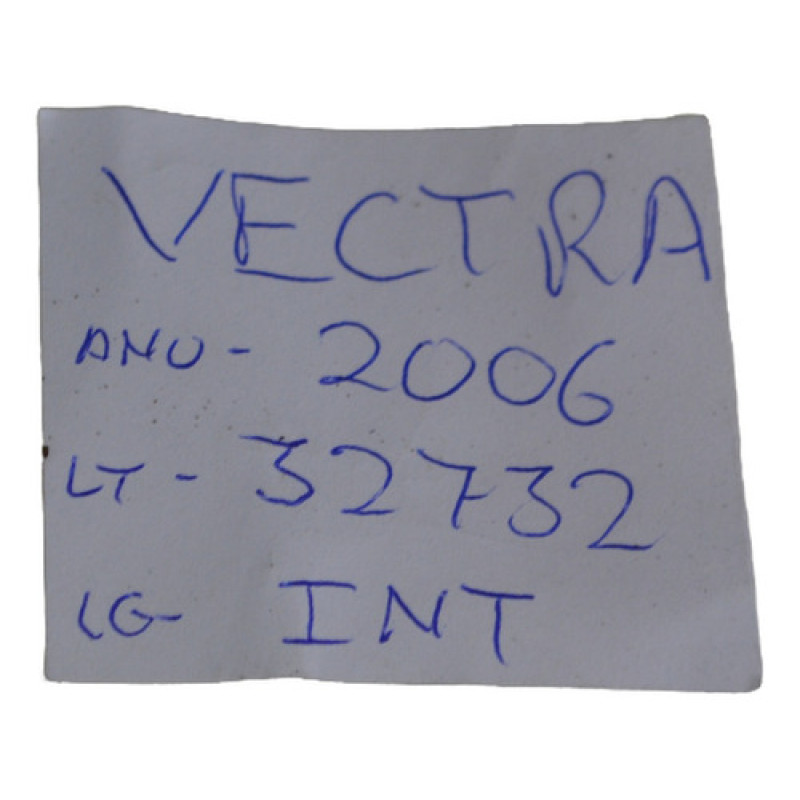 VECTRA
ANO - 2006
LT - 32732
LG - INT